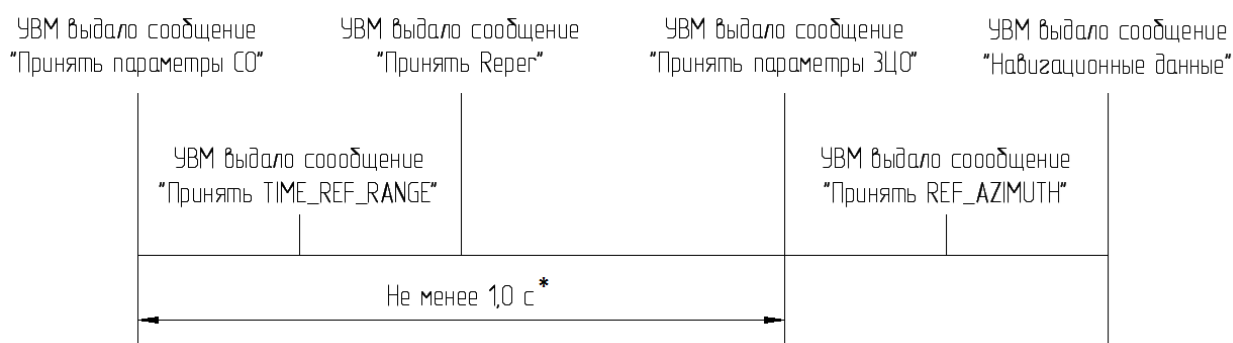 УВМ выдало сообщение
"Принять параметры СО"
УВМ выдало сообщение
"Принять Reper"
УВМ выдало сообщение
"Принять параметры ЗЦО"
УВМ выдало сообщение
"Навигационные данные"
УВМ выдало соообщение
"Принять TIME_REF_RANGE"
УВМ выдало соообщение
"Принять REF_AZIMUTH"
Не менее 1,0 с*